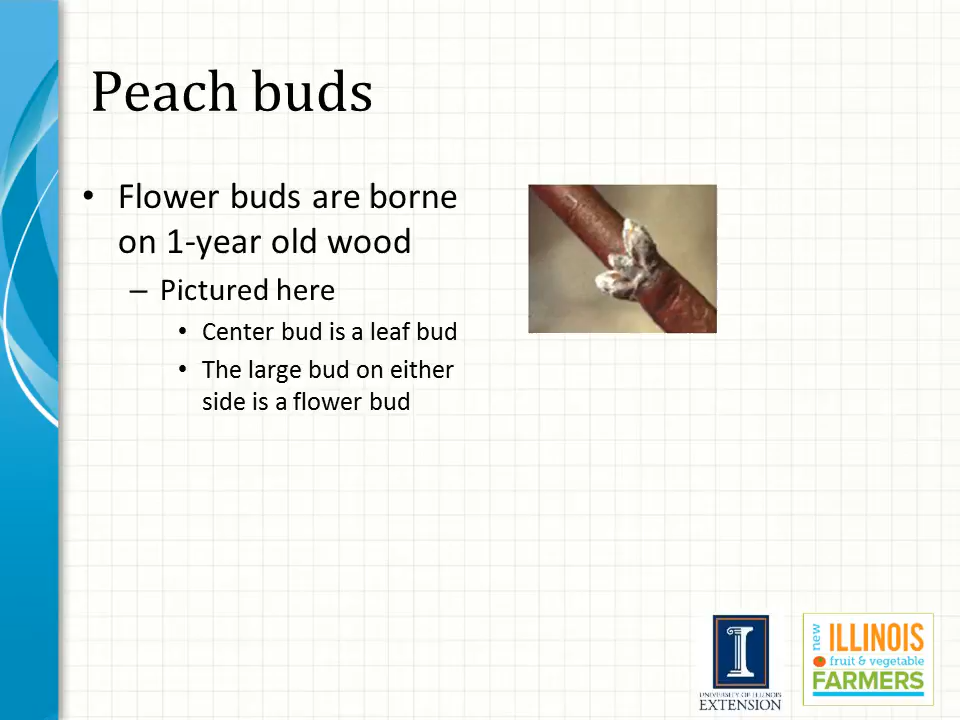 Peach buds
• Flower buds are borne
on 1-year old wood
– Pictured here
• Center bud is a leaf bud
• The large bud on either
side is a flower bud
I
UNIVERSITY OF ILLINOIS
EXTENSION
new
ILLINOIS
fruit & vegetable
FARMERS